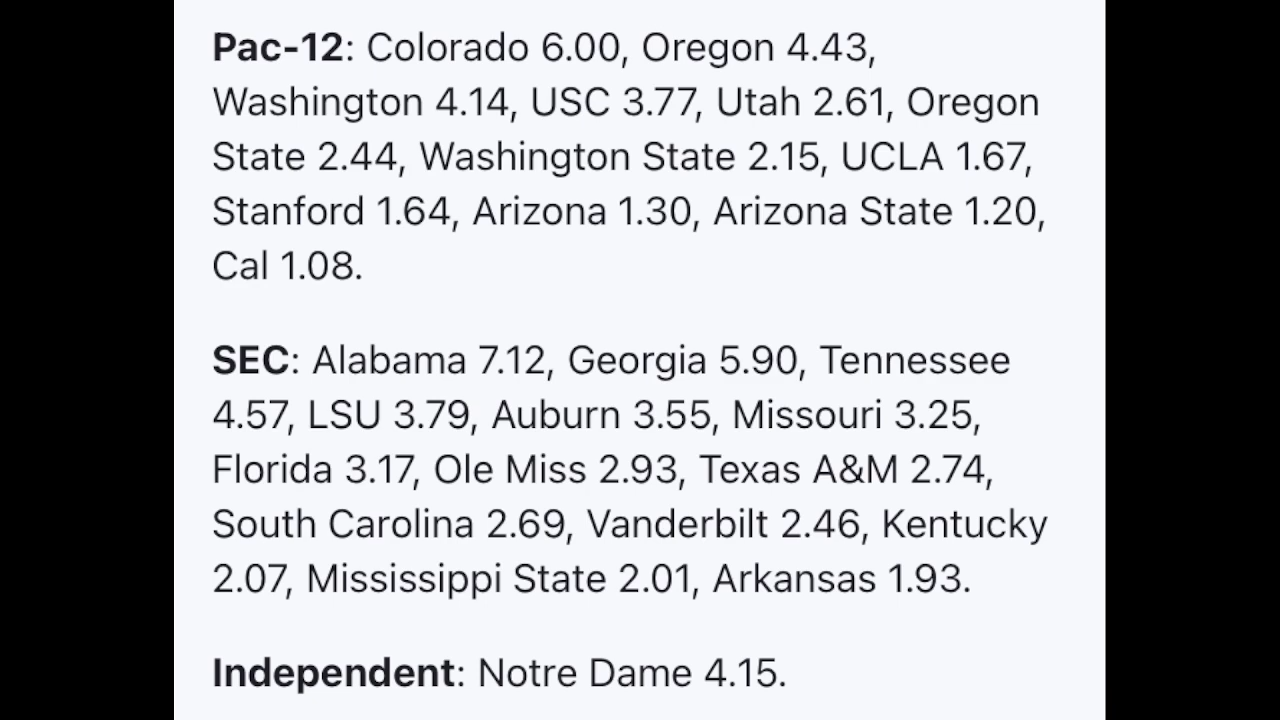 Pac-12: Colorado 6.00, Oregon 4.43,
Washington 4.14, USC 3.77, Utah 2.61, Oregon
State 2.44, Washington State 2.15, UCLA 1.67,
Stanford 1.64, Arizona 1.30, Arizona State 1.20,
Cal 1.08.
SEC: Alabama 7.12, Georgia 5.90, Tennessee
4.57, LSU 3.79, Auburn 3.55, Missouri 3.25,
Florida 3.17, Ole Miss 2.93, Texas A&M 2.74,
South Carolina 2.69, Vanderbilt 2.46, Kentucky
2.07, Mississippi State 2.01, Arkansas 1.93.
Independent: Notre Dame 4.15.